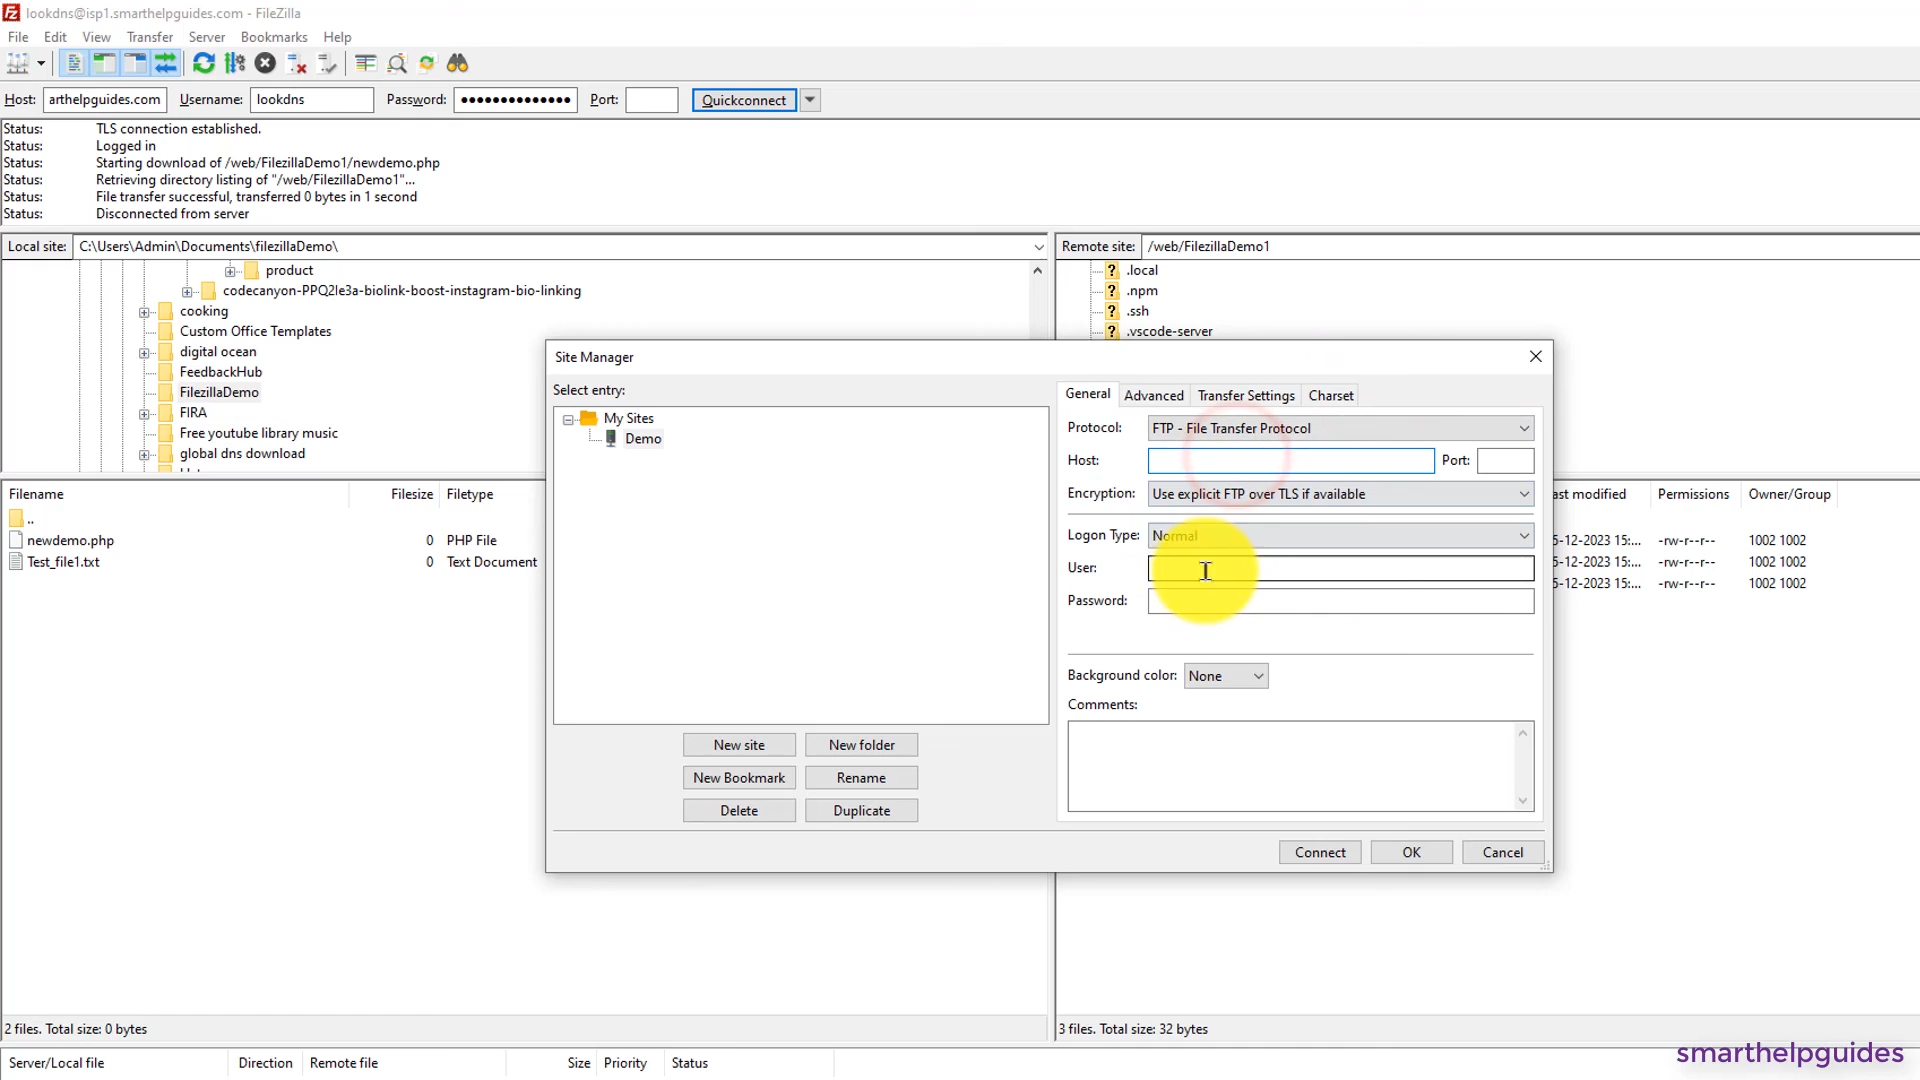 lookdns@isp1.smarthelpguides.com - FileZilla
File Edit View Transfer Server Bookmarks Help
Host: arthelpguides.com Username: lookdns Password: ●●●●●●●●●●●●●● Port: Quickconnect
Status: TLS connection established.
Status: Logged in
Status: Starting download of /web/FilezillaDemo1/newdemo.php
Status: Retrieving directory listing of "/web/FilezillaDemo1"...
Status: File transfer successful, transferred 0 bytes in 1 second
Status: Disconnected from server
Local site: C:\Users\Admin\Documents\filezillaDemo\
product
codecanyon-PPQ2le3a-biolink-boost-instagram-bio-linking
cooking
Custom Office Templates
digital ocean
FeedbackHub
FilezillaDemo
FIRA
Free youtube library music
global dns download
Remote site: /web/FilezillaDemo1
? .local
? .npm
? .ssh
? .vscode-server
Site Manager
Select entry:
My Sites
Demo
New site New folder
New Bookmark Rename
Delete Duplicate
General Advanced Transfer Settings Charset
Protocol: FTP - File Transfer Protocol
Host: Port:
Encryption: Use explicit FTP over TLS if available
Logon Type: Normal
User:
Password:
Background color: None
Comments:
Connect OK Cancel
Filename Filesize Filetype
..
newdemo.php 0 PHP File
Test_file1.txt 0 Text Document
ast modified Permissions Owner/Group
5-12-2023 15:... -rw-r--r-- 1002 1002
5-12-2023 15:... -rw-r--r-- 1002 1002
5-12-2023 15:... -rw-r--r-- 1002 1002
2 files. Total size: 0 bytes
3 files. Total size: 32 bytes
Server/Local file Direction Remote file Size Priority Status
smarthelpguides